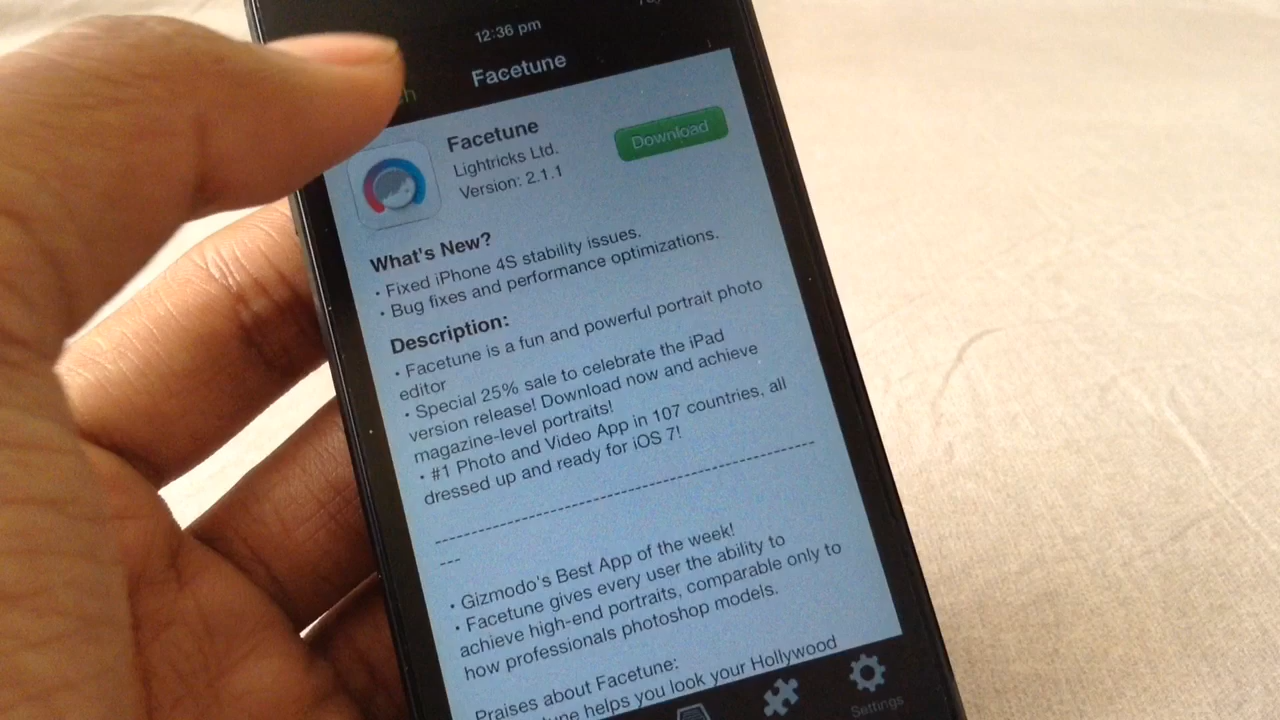 12:36 pm
Facetune
Facetune
Lightricks Ltd.
Version: 2.1.1
Download
What's New?
• Fixed iPhone 4S stability issues.
• Bug fixes and performance optimizations.
Description:
• Facetune is a fun and powerful portrait photo
editor
• Special 25% sale to celebrate the iPad
version release! Download now and achieve
magazine-level portraits!
• #1 Photo and Video App in 107 countries, all
dressed up and ready for iOS 7!
--------------------------------------------------
---
• Gizmodo's Best App of the week!
• Facetune gives every user the ability to
achieve high-end portraits, comparable only to
how professionals photoshop models.
Praises about Facetune:
helps you look your Hollywood
Settings